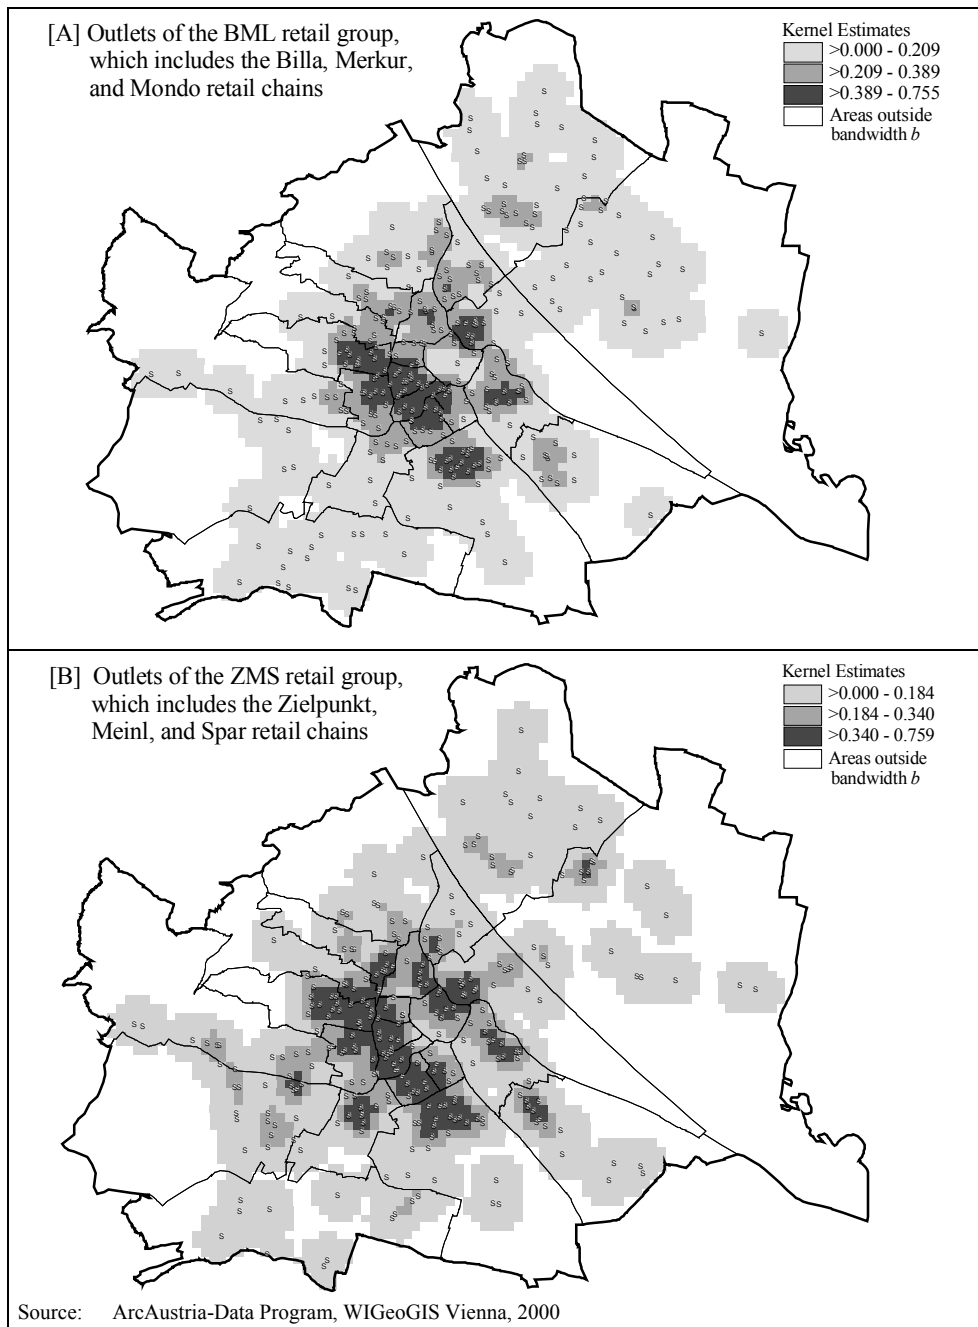 [A] Outlets of the BML retail group,
which includes the Billa, Merkur,
and Mondo retail chains
Kernel Estimates
>0.000 - 0.209
>0.209 - 0.389
>0.389 - 0.755
Areas outside
bandwidth b
[B] Outlets of the ZMS retail group,
which includes the Zielpunkt,
Meinl, and Spar retail chains
Kernel Estimates
>0.000 - 0.184
>0.184 - 0.340
>0.340 - 0.759
Areas outside
bandwidth b
Source: ArcAustria-Data Program, WIGeoGIS Vienna, 2000